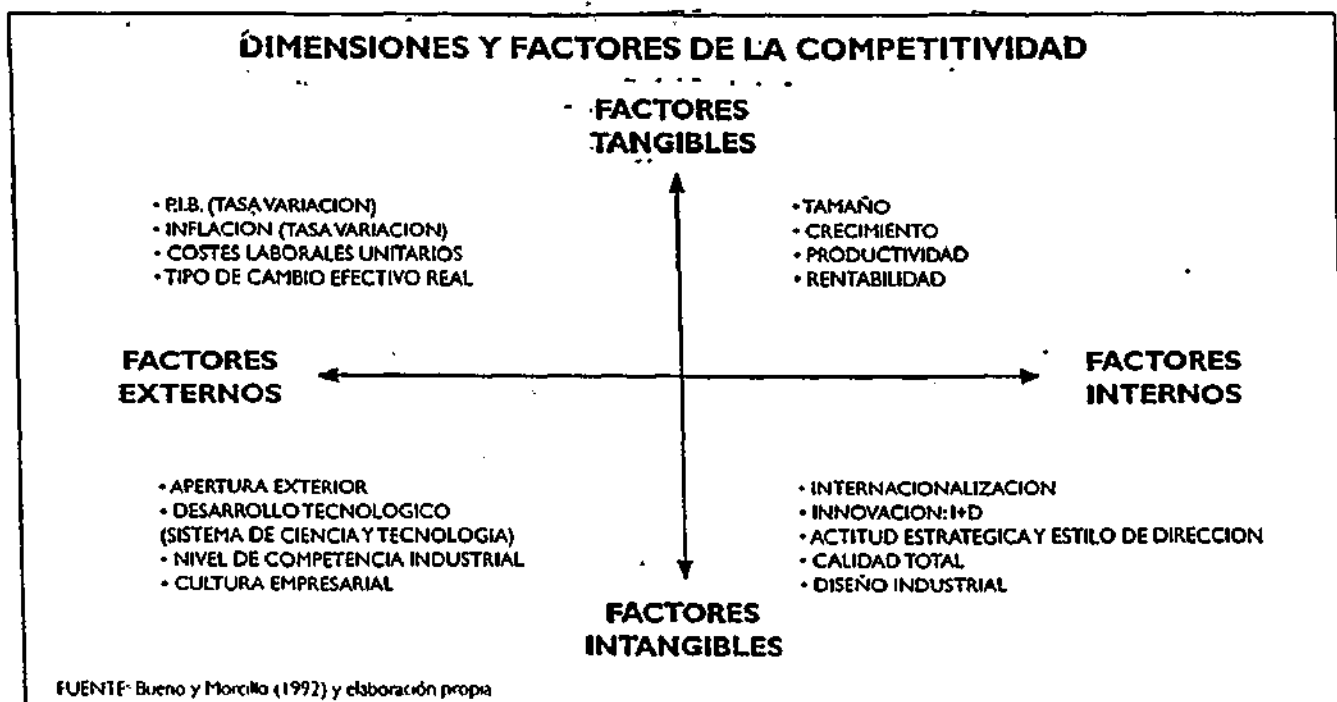 DIMENSIONES Y FACTORES DE LA COMPETITIVIDAD
FACTORES
TANGIBLES
• P.I.B. (TASA VARIACION)
• INFLACION (TASA VARIACION)
• COSTES LABORALES UNITARIOS
• TIPO DE CAMBIO EFECTIVO REAL
• TAMAÑO
• CRECIMIENTO
• PRODUCTIVIDAD
• RENTABILIDAD
FACTORES
EXTERNOS
FACTORES
INTERNOS
• APERTURA EXTERIOR
• DESARROLLO TECNOLOGICO
(SISTEMA DE CIENCIA Y TECNOLOGIA)
• NIVEL DE COMPETENCIA INDUSTRIAL
• CULTURA EMPRESARIAL
• INTERNACIONALIZACION
• INNOVACION: I+D
• ACTITUD ESTRATEGICA Y ESTILO DE DIRECCION
• CALIDAD TOTAL
• DISEÑO INDUSTRIAL
FACTORES
INTANGIBLES
FUENTE: Bueno y Morcillo (1992) y elaboración propia